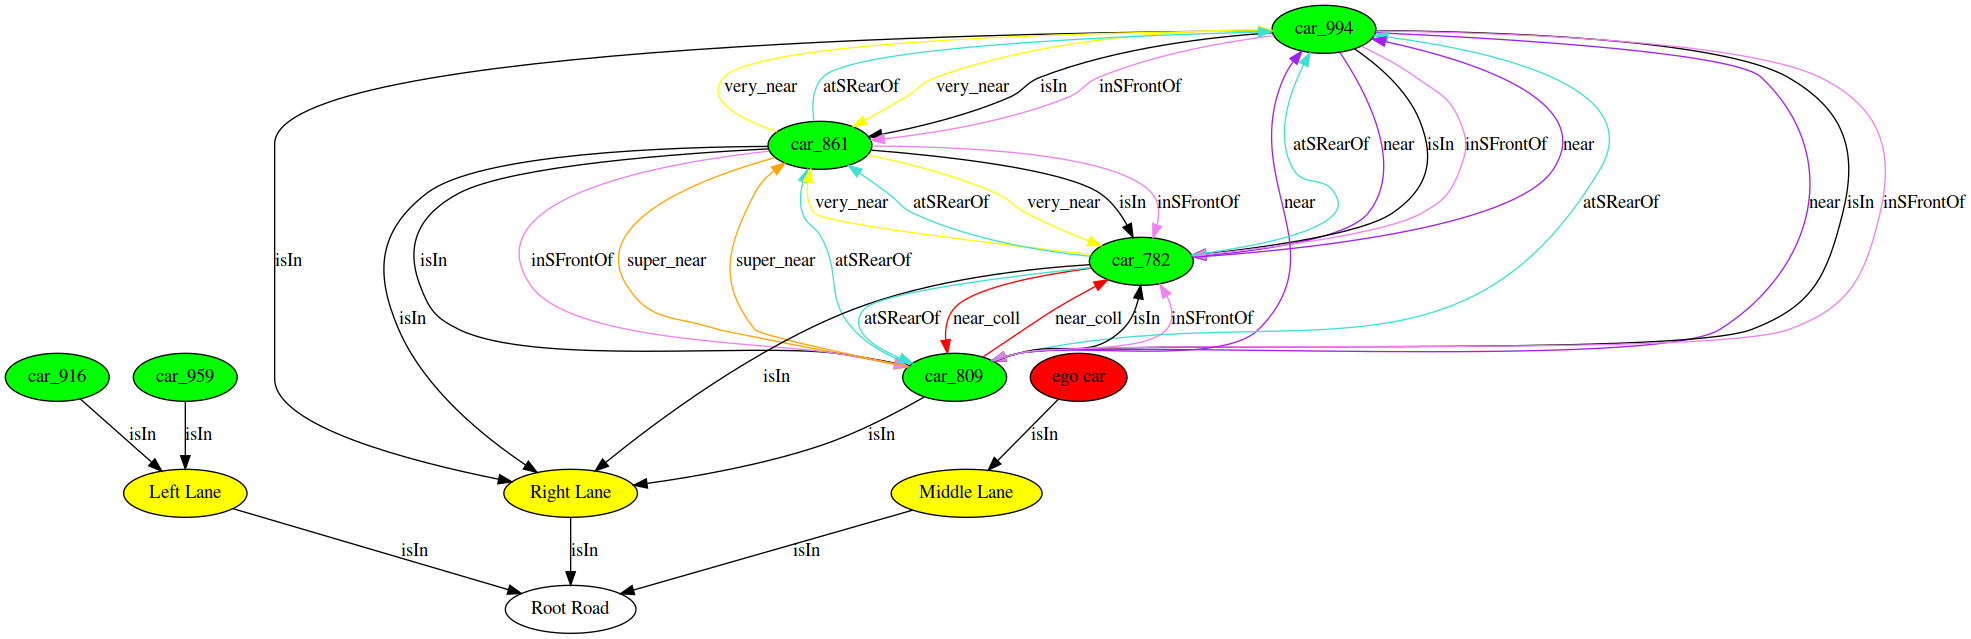 car_994
very_near
atSRearOf
very_near
isIn
inSFrontOf
car_861
atSRearOf
near
isIn
inSFrontOf
near
isIn
isIn
inSFrontOf
super_near
super_near
very_near
atSRearOf
atSRearOf
very_near
isIn
inSFrontOf
near
atSRearOf
near
isIn
inSFrontOf
car_782
isIn
atSRearOf
near_coll
near_coll
isIn
inSFrontOf
car_916
car_959
isIn
car_809
ego car
isIn
isIn
isIn
isIn
Left Lane
Right Lane
Middle Lane
isIn
isIn
isIn
Root Road